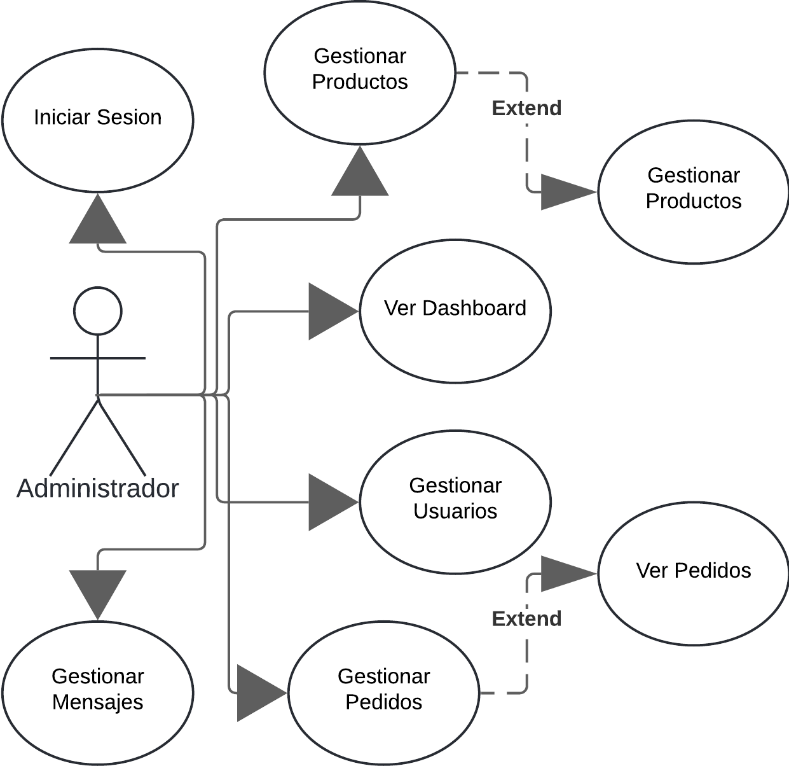 Gestionar
Productos
Iniciar Sesion
Extend
Gestionar
Productos
Ver Dashboard
Administrador
Gestionar
Usuarios
Ver Pedidos
Extend
Gestionar
Mensajes
Gestionar
Pedidos